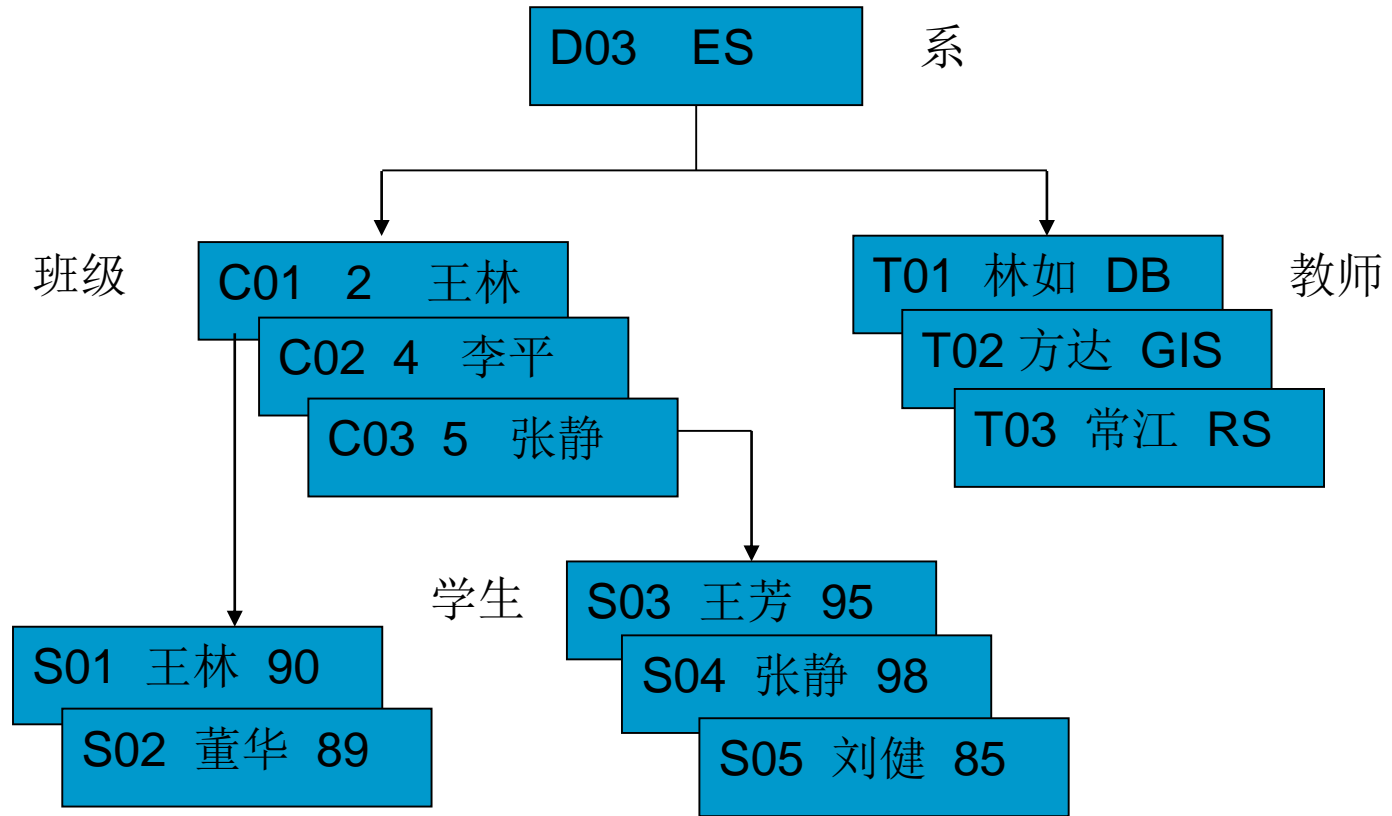 D03 ES
系
班级
C01 2 王林
C02 4 李平
C03 5 张静
T01 林如 DB
教师
T02 方达 GIS
T03 常江 RS
学生
S01 王林 90
S02 董华 89
S03 王芳 95
S04 张静 98
S05 刘健 85